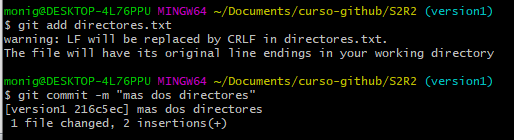 monig@DESKTOP-4L76PPU MINGW64 ~/Documents/curso-github/S2R2 (version1)
$ git add directores.txt
warning: LF will be replaced by CRLF in directores.txt.
The file will have its original line endings in your working directory
monig@DESKTOP-4L76PPU MINGW64 ~/Documents/curso-github/S2R2 (version1)
$ git commit -m "mas dos directores"
[version1 216c5ec] mas dos directores
 1 file changed, 2 insertions(+)